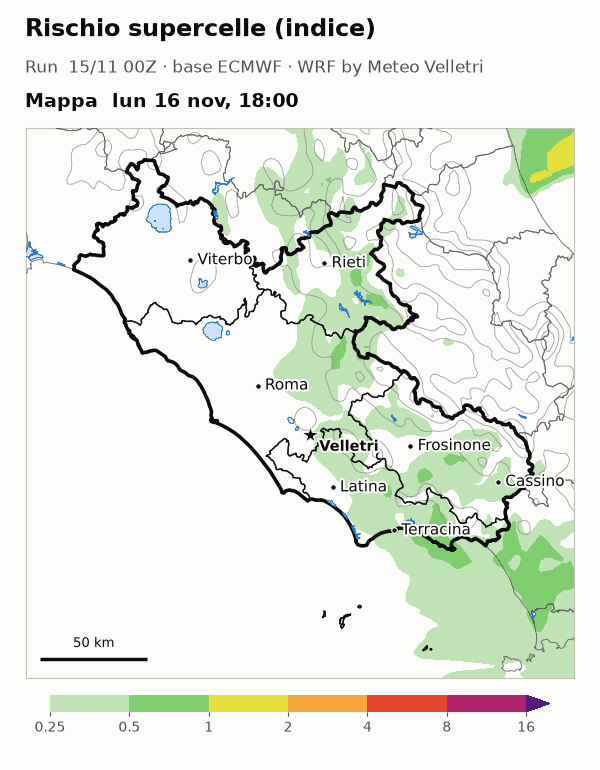 Rischio supercelle (indice)
Run  15/11 00Z · base ECMWF · WRF by Meteo Velletri
Mappa  lun 16 nov, 18:00
Viterbo
Rieti
Roma
Velletri
Frosinone
Latina
Cassino
Terracina
50 km
0.25
0.5
1
2
4
8
16